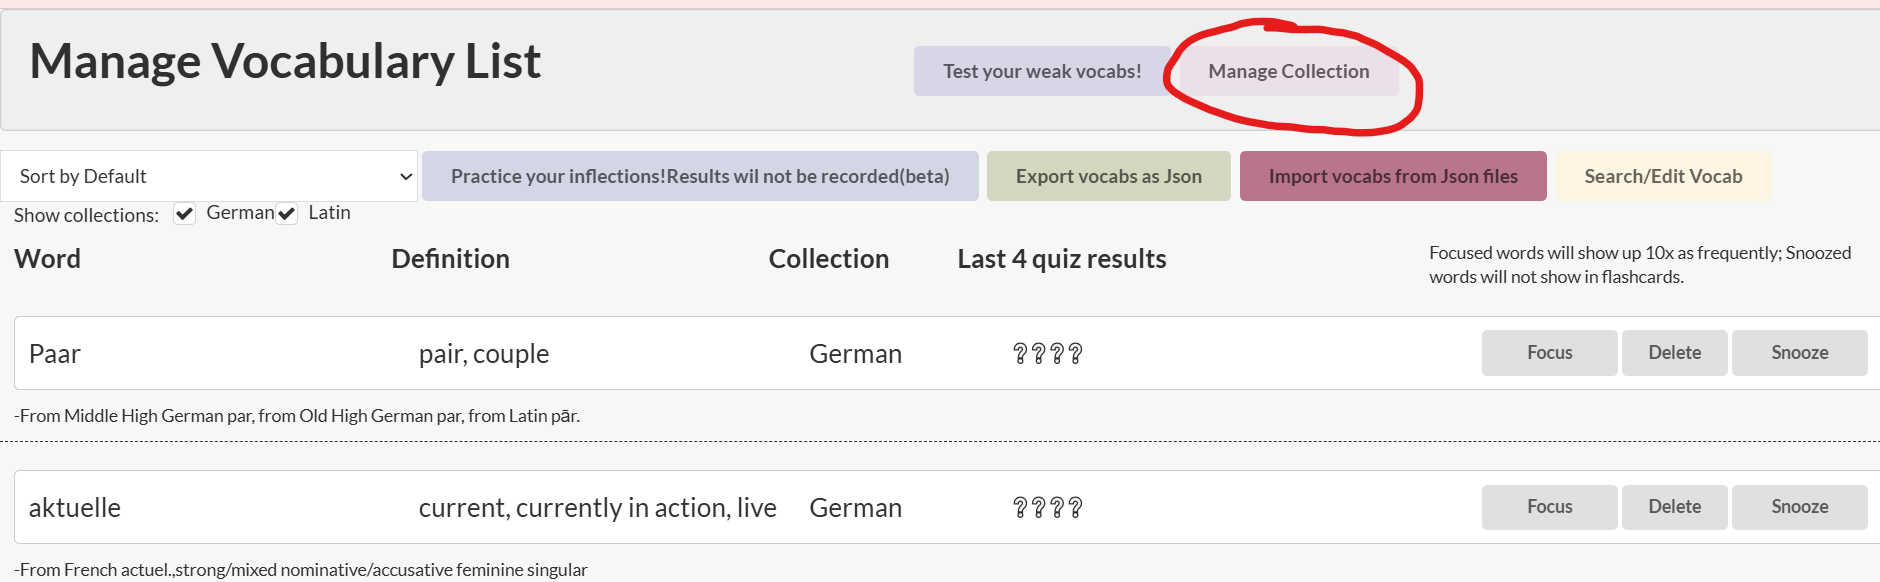 Manage Vocabulary List
Test your weak vocabs!
Manage Collection
Sort by Default
Practice your inflections!Results wil not be recorded(beta)
Export vocabs as Json
Import vocabs from Json files
Search/Edit Vocab
Show collections: German Latin
Word Definition Collection Last 4 quiz results
Focused words will show up 10x as frequently; Snoozed
words will not show in flashcards.
Paar pair, couple German ???? Focus Delete Snooze
-From Middle High German par, from Old High German par, from Latin pār.
aktuelle current, currently in action, live German ???? Focus Delete Snooze
-From French actuel.,strong/mixed nominative/accusative feminine singular